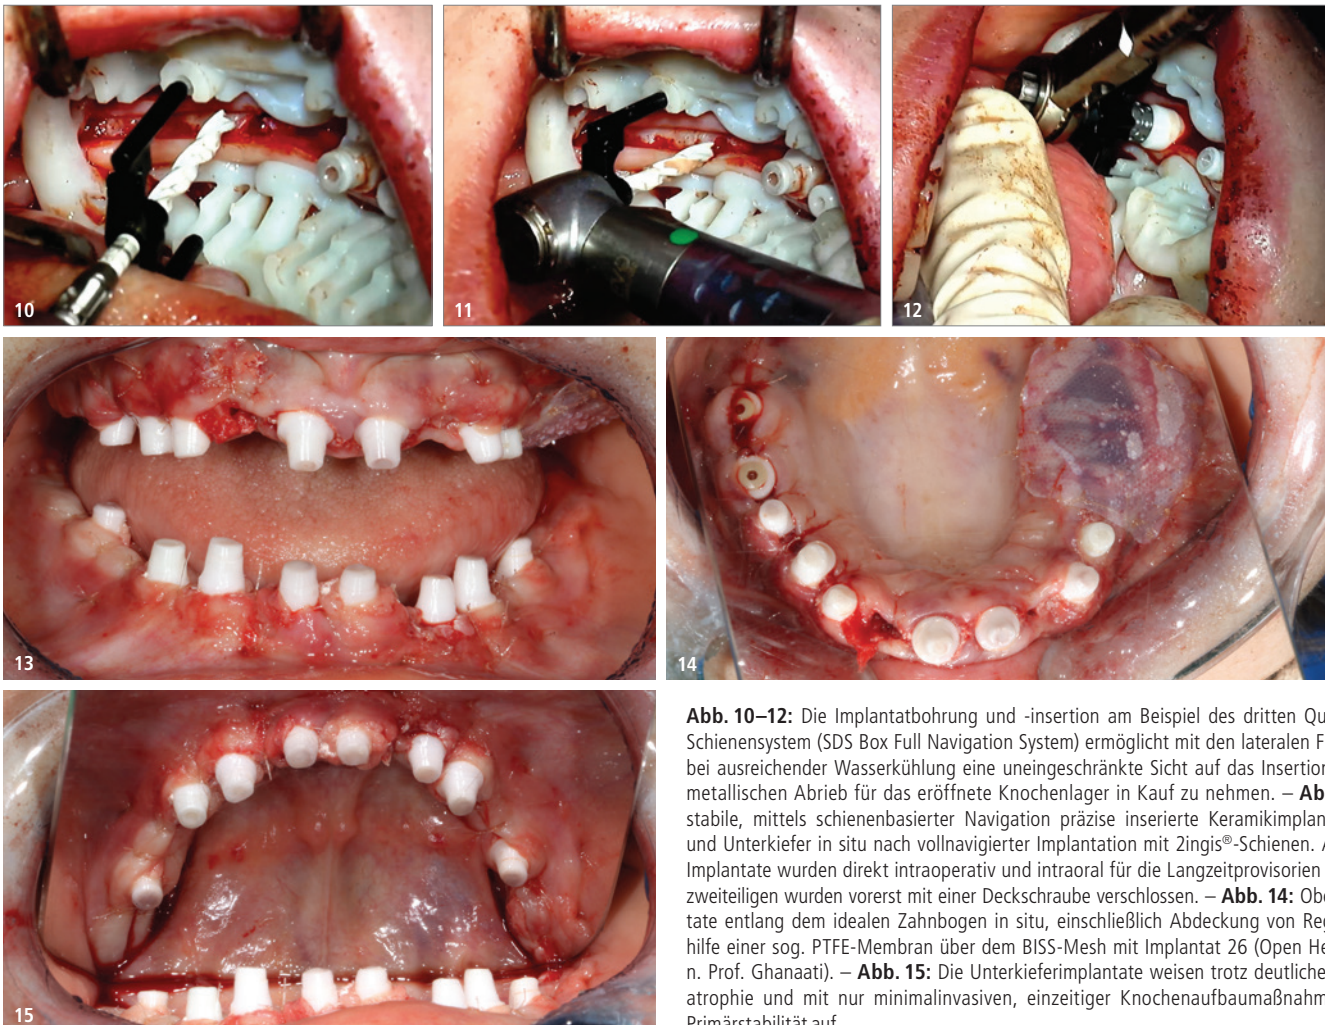 10
11
12
13
14
15
Abb. 10–12: Die Implantatbohrung und -insertion am Beispiel des dritten Qu
Schienensystem (SDS Box Full Navigation System) ermöglicht mit den lateralen F
bei ausreichender Wasserkühlung eine uneingeschränkte Sicht auf das Insertion
metallischen Abrieb für das eröffnete Knochenlager in Kauf zu nehmen. – Ab
stabile, mittels schienenbasierter Navigation präzise inserierte Keramikimplan
und Unterkiefer in situ nach vollnavigierter Implantation mit 2ingis®-Schienen. A
Implantate wurden direkt intraoperativ und intraoral für die Langzeitprovisorien
zweiteiligen wurden vorerst mit einer Deckschraube verschlossen. – Abb. 14: Obe
tate entlang dem idealen Zahnbogen in situ, einschließlich Abdeckung von Reg
hilfe einer sog. PTFE-Membran über dem BISS-Mesh mit Implantat 26 (Open He
n. Prof. Ghanaati). – Abb. 15: Die Unterkieferimplantate weisen trotz deutliche
atrophie und mit nur minimalinvasiven, einzeitiger Knochenaufbaumaßnahm
Primärstabilität auf